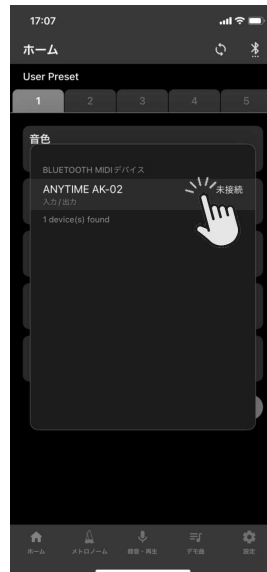 17:07
ホーム
User Preset
1 2 3 4 5
音色
BLUETOOTH MIDIデバイス
ANYTIME AK-02 未接続
入力 / 出力
1 device(s) found
ホーム メトロノーム 録音・再生 デモ曲 設定